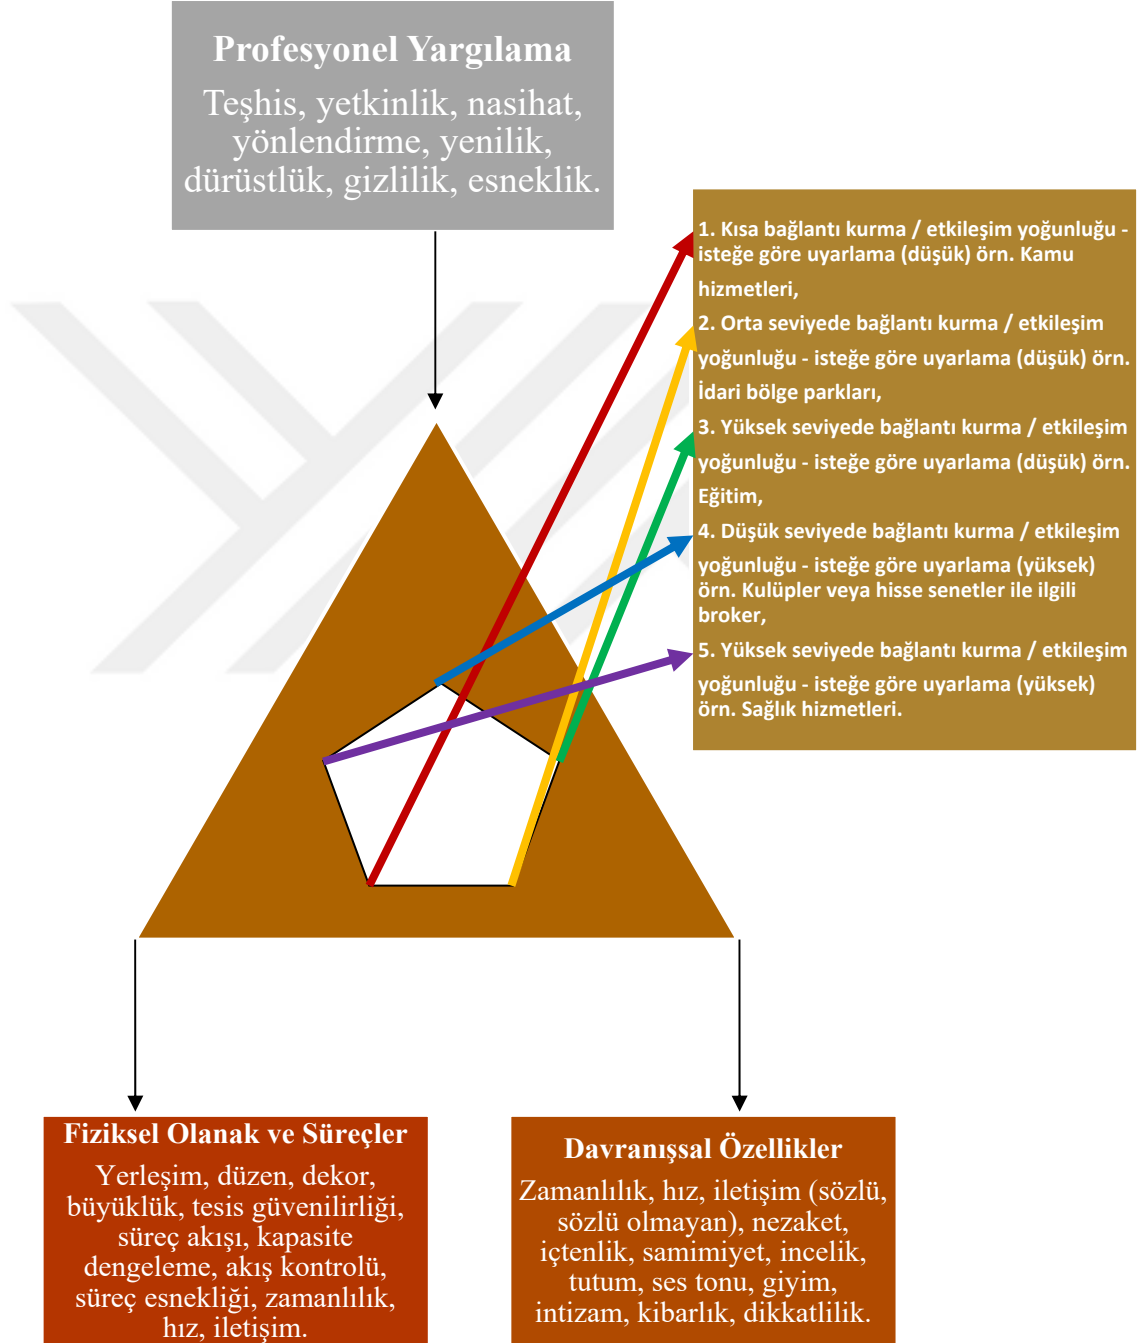 Profesyonel Yargılama
Teşhis, yetkinlik, nasihat,
yönlendirme, yenilik,
dürüstlük, gizlilik, esneklik.
1. Kısa bağlantı kurma / etkileşim yoğunluğu -
isteğe göre uyarlama (düşük) örn. Kamu
hizmetleri,
2. Orta seviyede bağlantı kurma / etkileşim
yoğunluğu - isteğe göre uyarlama (düşük) örn.
İdari bölge parkları,
3. Yüksek seviyede bağlantı kurma / etkileşim
yoğunluğu - isteğe göre uyarlama (düşük) örn.
Eğitim,
4. Düşük seviyede bağlantı kurma / etkileşim
yoğunluğu - isteğe göre uyarlama (yüksek)
örn. Kulüpler veya hisse senetler ile ilgili
broker,
5. Yüksek seviyede bağlantı kurma / etkileşim
yoğunluğu - isteğe göre uyarlama (yüksek)
örn. Sağlık hizmetleri.
Fiziksel Olanak ve Süreçler
Yerleşim, düzen, dekor,
büyüklük, tesis güvenilirliği,
süreç akışı, kapasite
dengeleme, akış kontrolü,
süreç esnekliği, zamanlılık,
hız, iletişim.
Davranışsal Özellikler
Zamanlılık, hız, iletişim (sözlü,
sözlü olmayan), nezaket,
içtenlik, samimiyet, incelik,
tutum, ses tonu, giyim,
intizam, kibarlık, dikkatlilik.